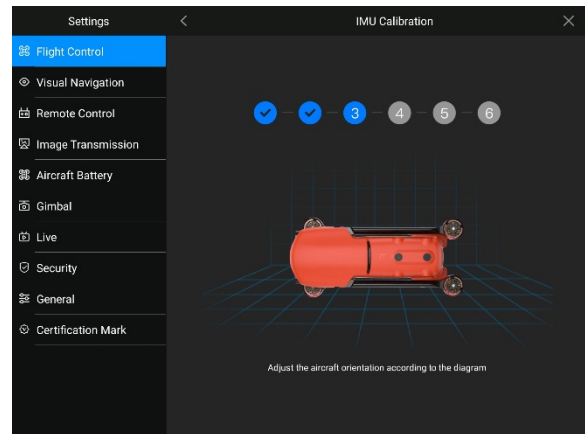 Settings
IMU Calibration
Flight Control
Visual Navigation
Remote Control
Image Transmission
Aircraft Battery
Gimbal
Live
Security
General
Certification Mark
3 4 5 6
Adjust the aircraft orientation according to the diagram